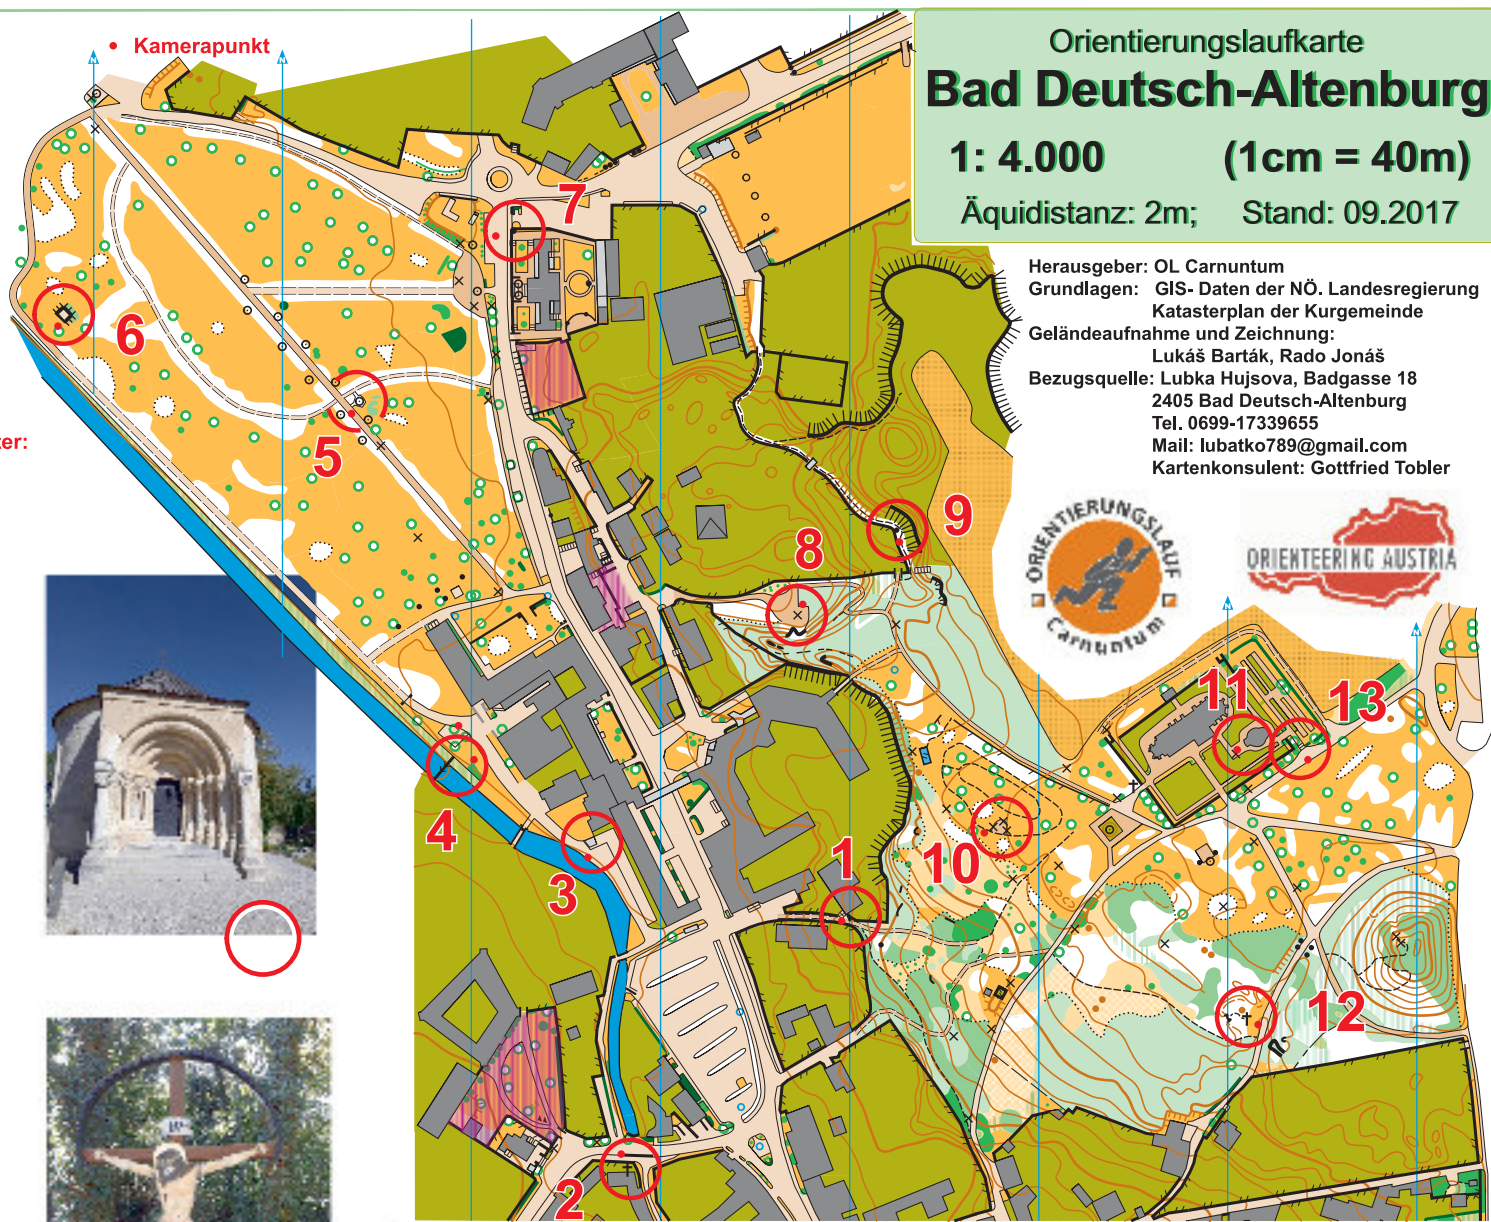 Kamerapunkt
Orientierungslaufkarte
Bad Deutsch-Altenburg
1: 4.000 (1cm = 40m)
Äquidistanz: 2m; Stand: 09.2017
Herausgeber: OL Carnuntum
Grundlagen: GIS- Daten der NÖ. Landesregierung
Katasterplan der Kurgemeinde
Geländeaufnahme und Zeichnung:
Lukáš Barták, Rado Jonáš
Bezugsquelle: Lubka Hujsova, Badgasse 18
2405 Bad Deutsch-Altenburg
Tel. 0699-17339655
Mail: lubatko789@gmail.com
Kartenkonsulent: Gottfried Tobler
ORIENTIERUNGSLAUF
Carnuntum
ORIENTEERING AUSTRIA
7
6
5
ter:
9
8
11
13
4
3
1
10
12
2